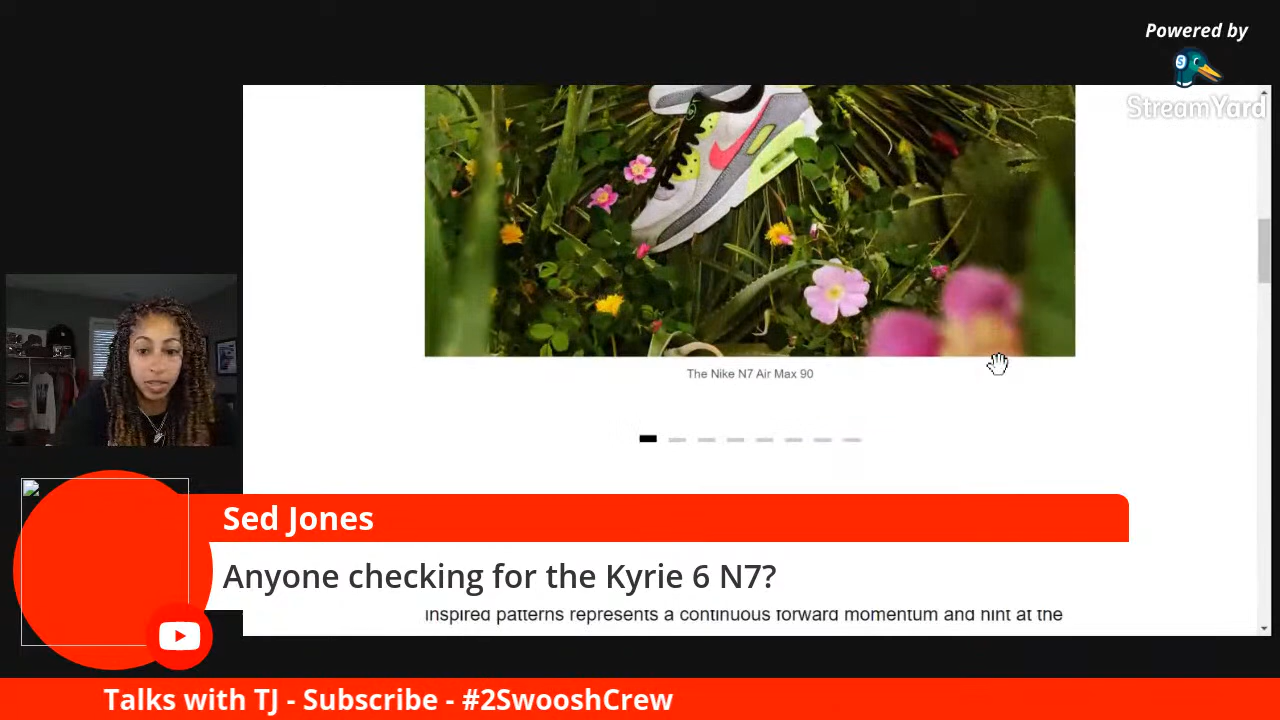 Powered by
StreamYard
The Nike N7 Air Max 90
Sed Jones
Anyone checking for the Kyrie 6 N7?
inspired patterns represents a continuous forward momentum and hint at the
Talks with TJ - Subscribe - #2SwooshCrew